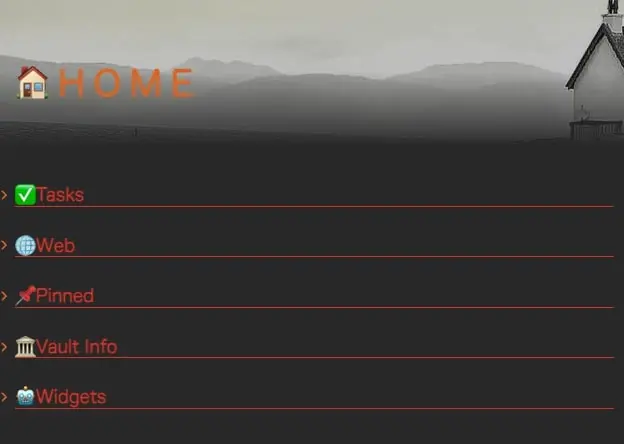 HOME
Tasks
Web
Pinned
Vault Info
Widgets